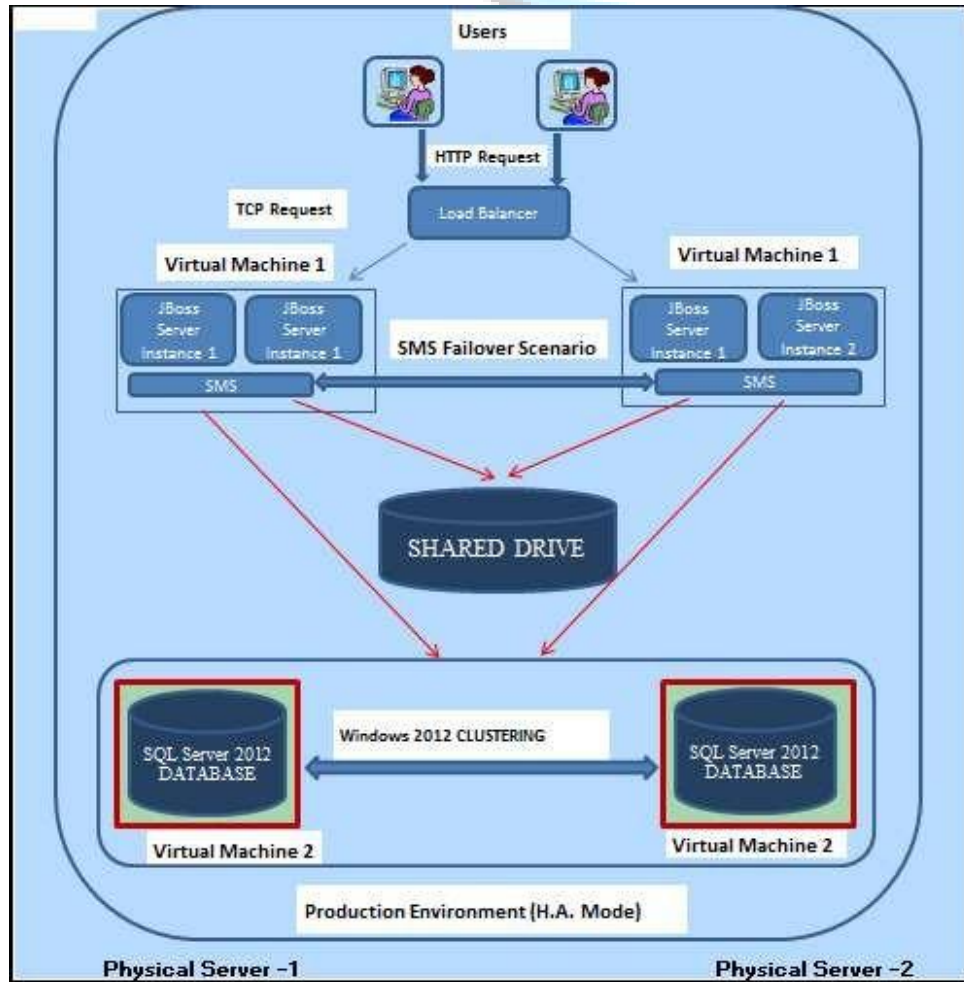 Users
HTTP Request
TCP Request
Load Balancer
Virtual Machine 1
Virtual Machine 1
JBoss
Server
Instance 1
JBoss
Server
Instance 1
JBoss
Server
Instance 1
JBoss
Server
Instance 2
SMS Failover Scenario
SMS
SMS
SHARED DRIVE
SQL Server 2012
DATABASE
Windows 2012 CLUSTERING
SQL Server 2012
DATABASE
Virtual Machine 2
Virtual Machine 2
Production Environment (H.A. Mode)
Physical Server -1
Physical Server -2